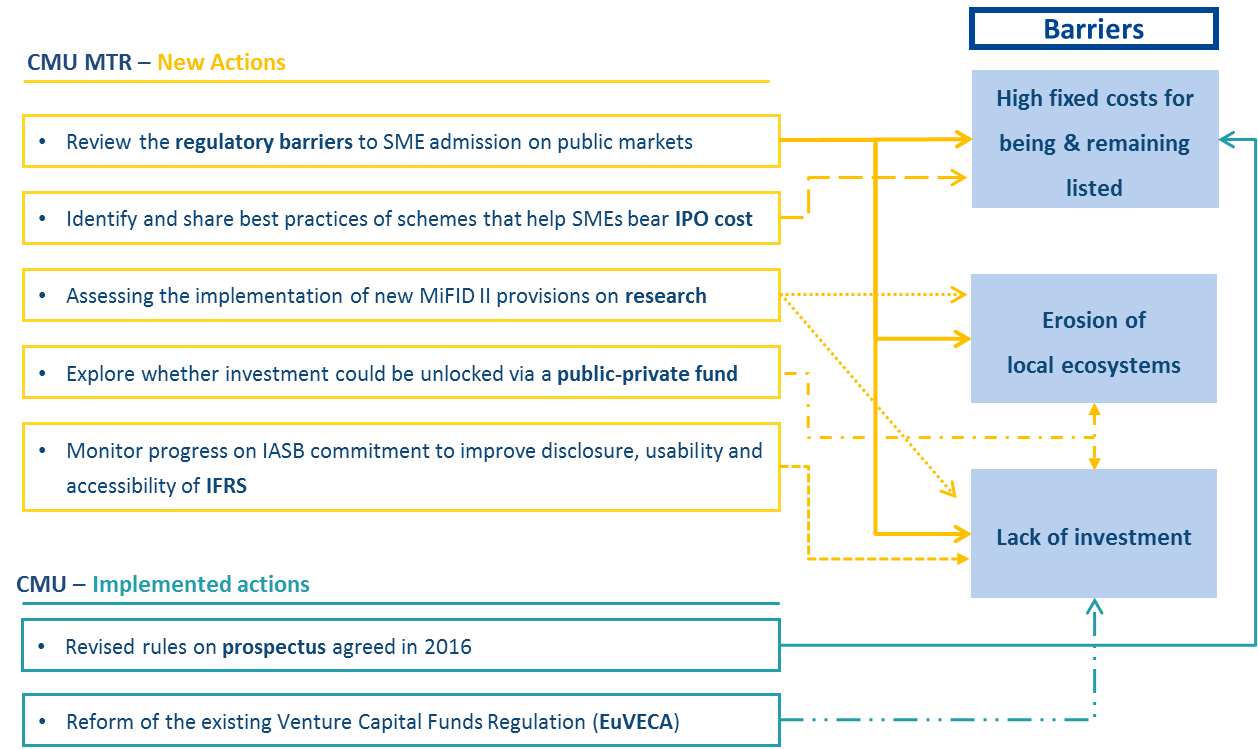 Barriers
CMU MTR – New Actions
High fixed costs for
being & remaining
listed
• Review the regulatory barriers to SME admission on public markets
• Identify and share best practices of schemes that help SMEs bear IPO cost
• Assessing the implementation of new MiFID II provisions on research
Erosion of
local ecosystems
• Explore whether investment could be unlocked via a public-private fund
• Monitor progress on IASB commitment to improve disclosure, usability and
accessibility of IFRS
Lack of investment
CMU – Implemented actions
• Revised rules on prospectus agreed in 2016
• Reform of the existing Venture Capital Funds Regulation (EuVECA)